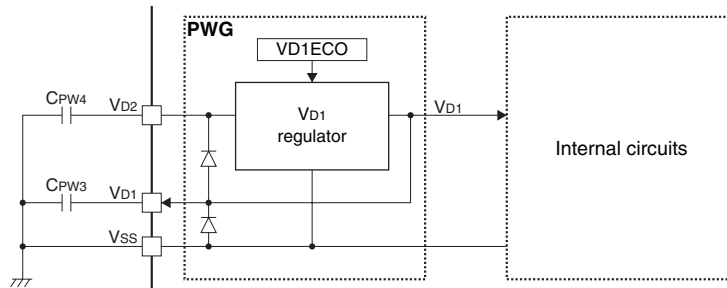 PWG
VD1ECO
CPW4
VD2
VD1
regulator
VD1
Internal circuits
CPW3
VD1
VSS